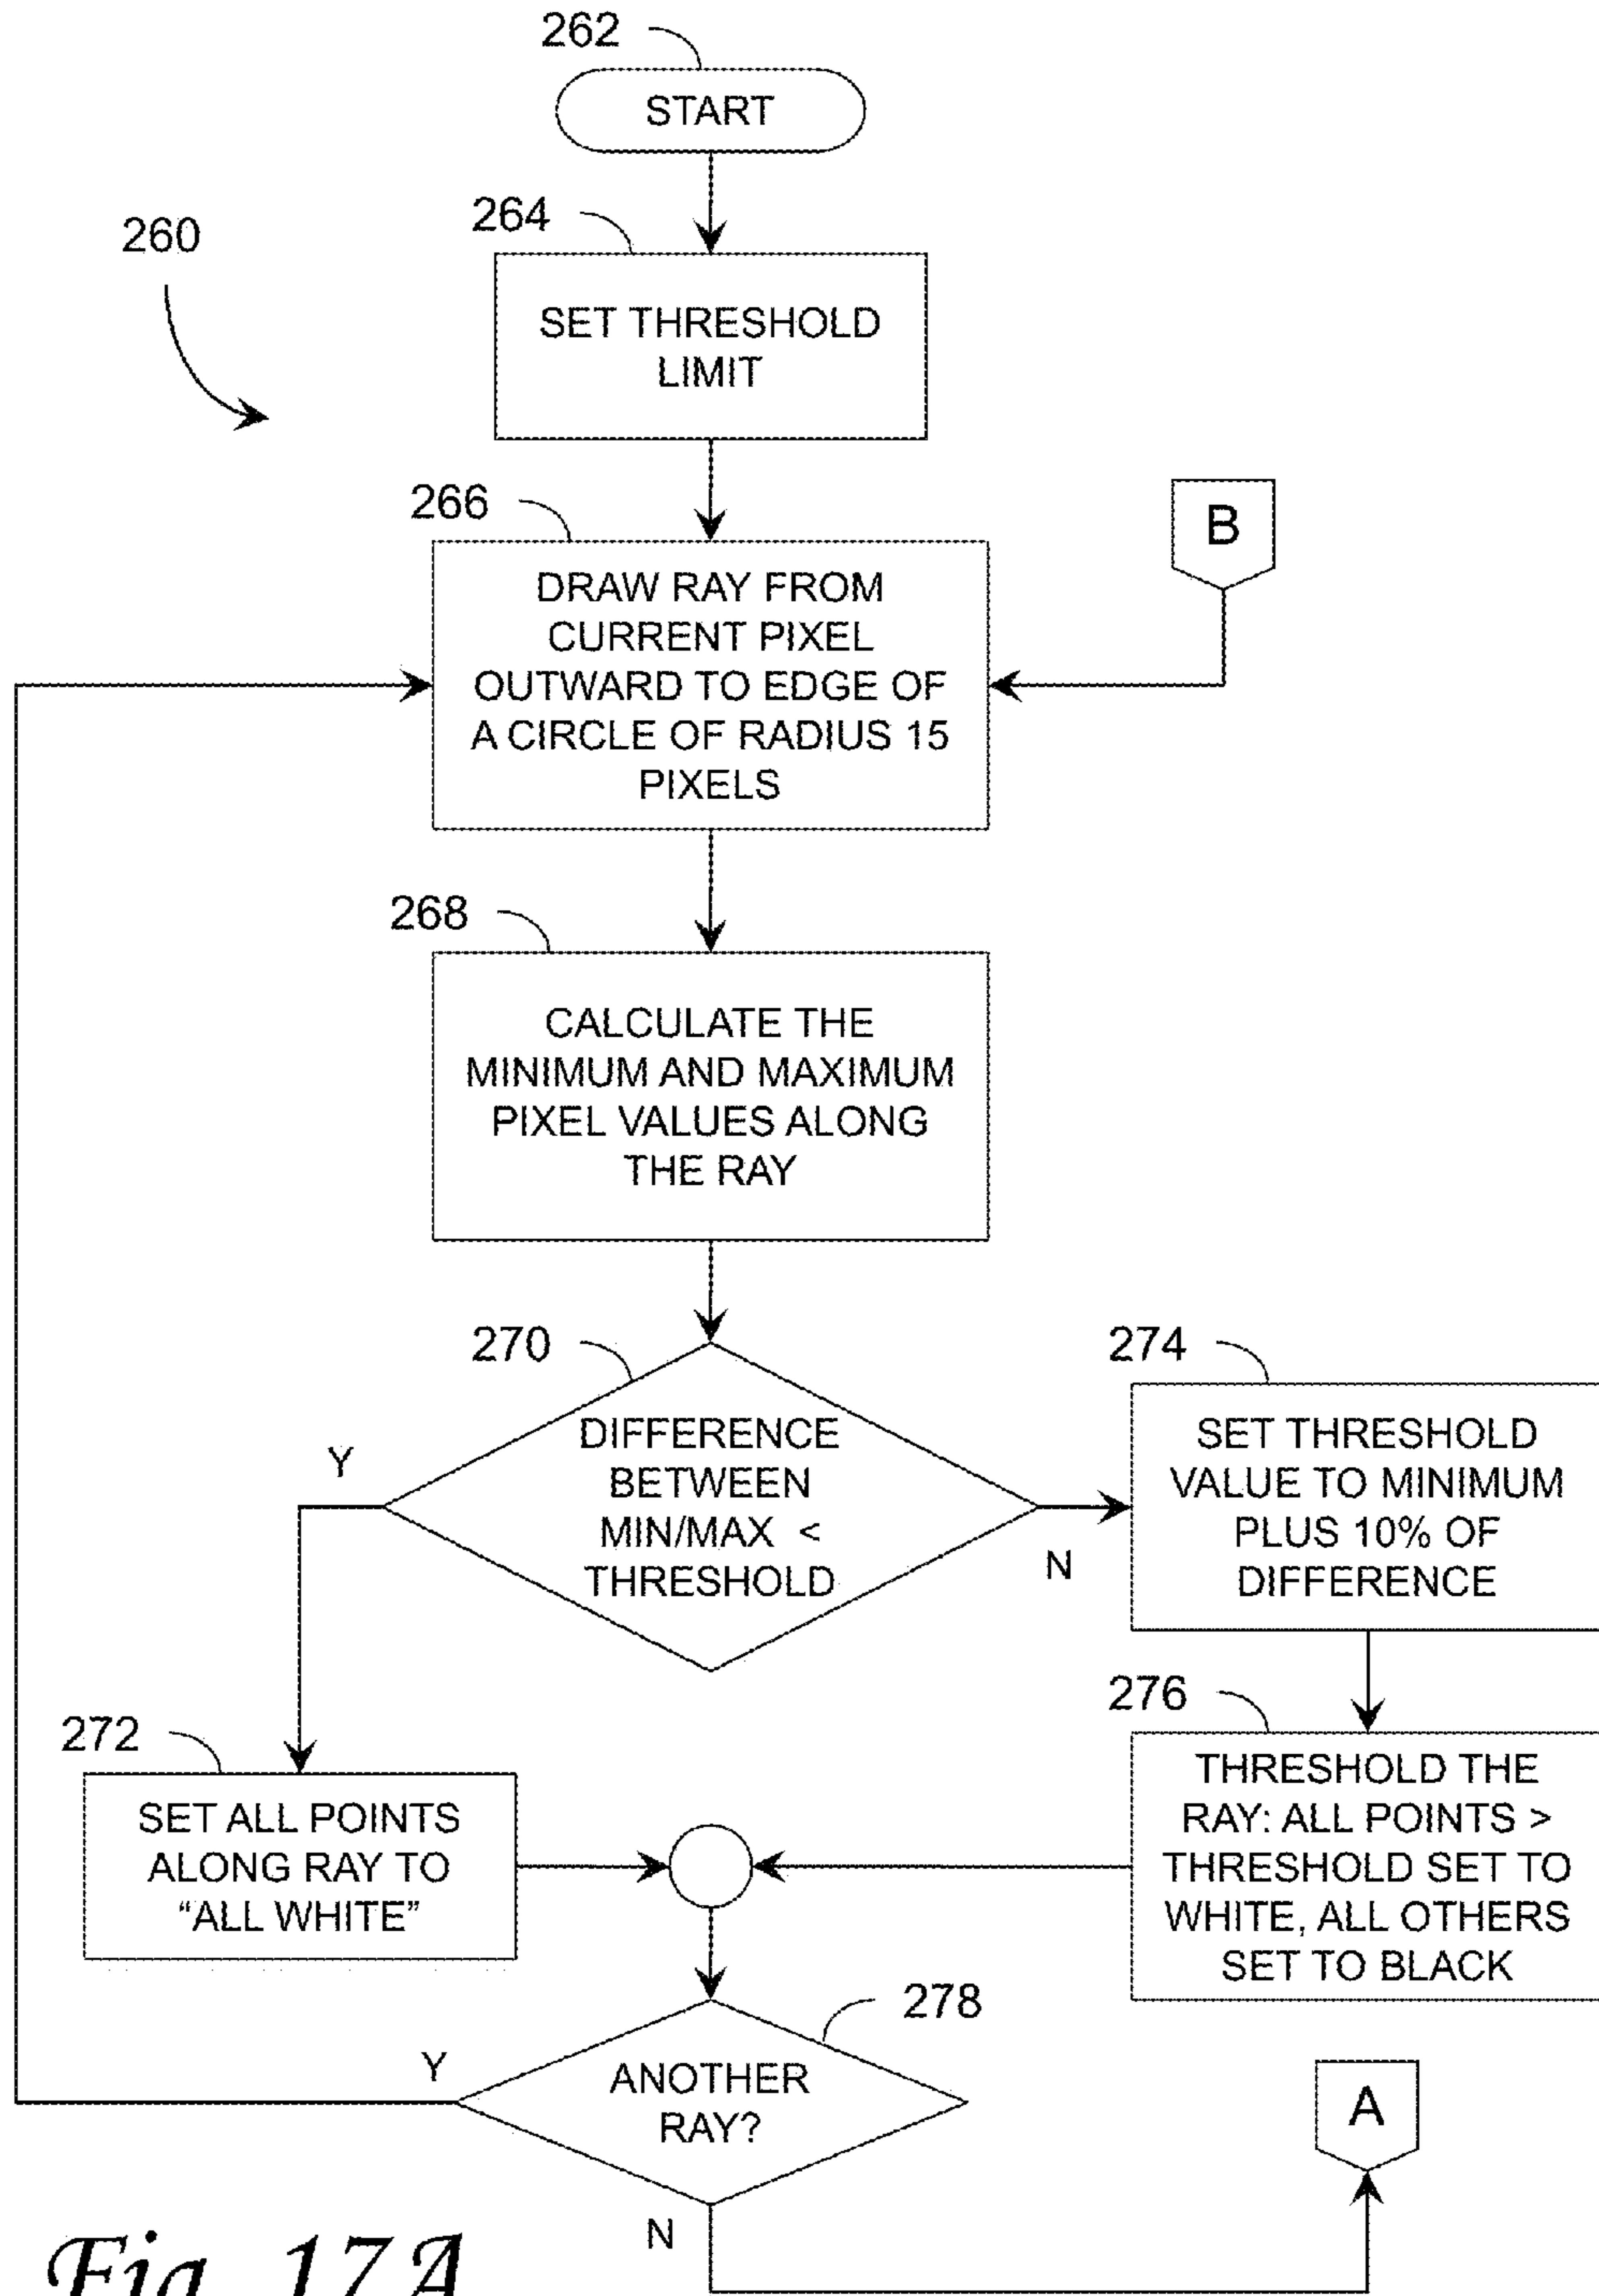 262
START
264
260
SET THRESHOLD
LIMIT
266
B
DRAW RAY FROM
CURRENT PIXEL
OUTWARD TO EDGE OF
A CIRCLE OF RADIUS 15
PIXELS
268
CALCULATE THE
MINIMUM AND MAXIMUM
PIXEL VALUES ALONG
THE RAY
270
DIFFERENCE
BETWEEN
MIN/MAX <
THRESHOLD
Y
N
274
SET THRESHOLD
VALUE TO MINIMUM
PLUS 10% OF
DIFFERENCE
272
SET ALL POINTS
ALONG RAY TO
“ALL WHITE”
276
THRESHOLD THE
RAY: ALL POINTS >
THRESHOLD SET TO
WHITE, ALL OTHERS
SET TO BLACK
278
ANOTHER
RAY?
Y
N
A
Fig. 17A